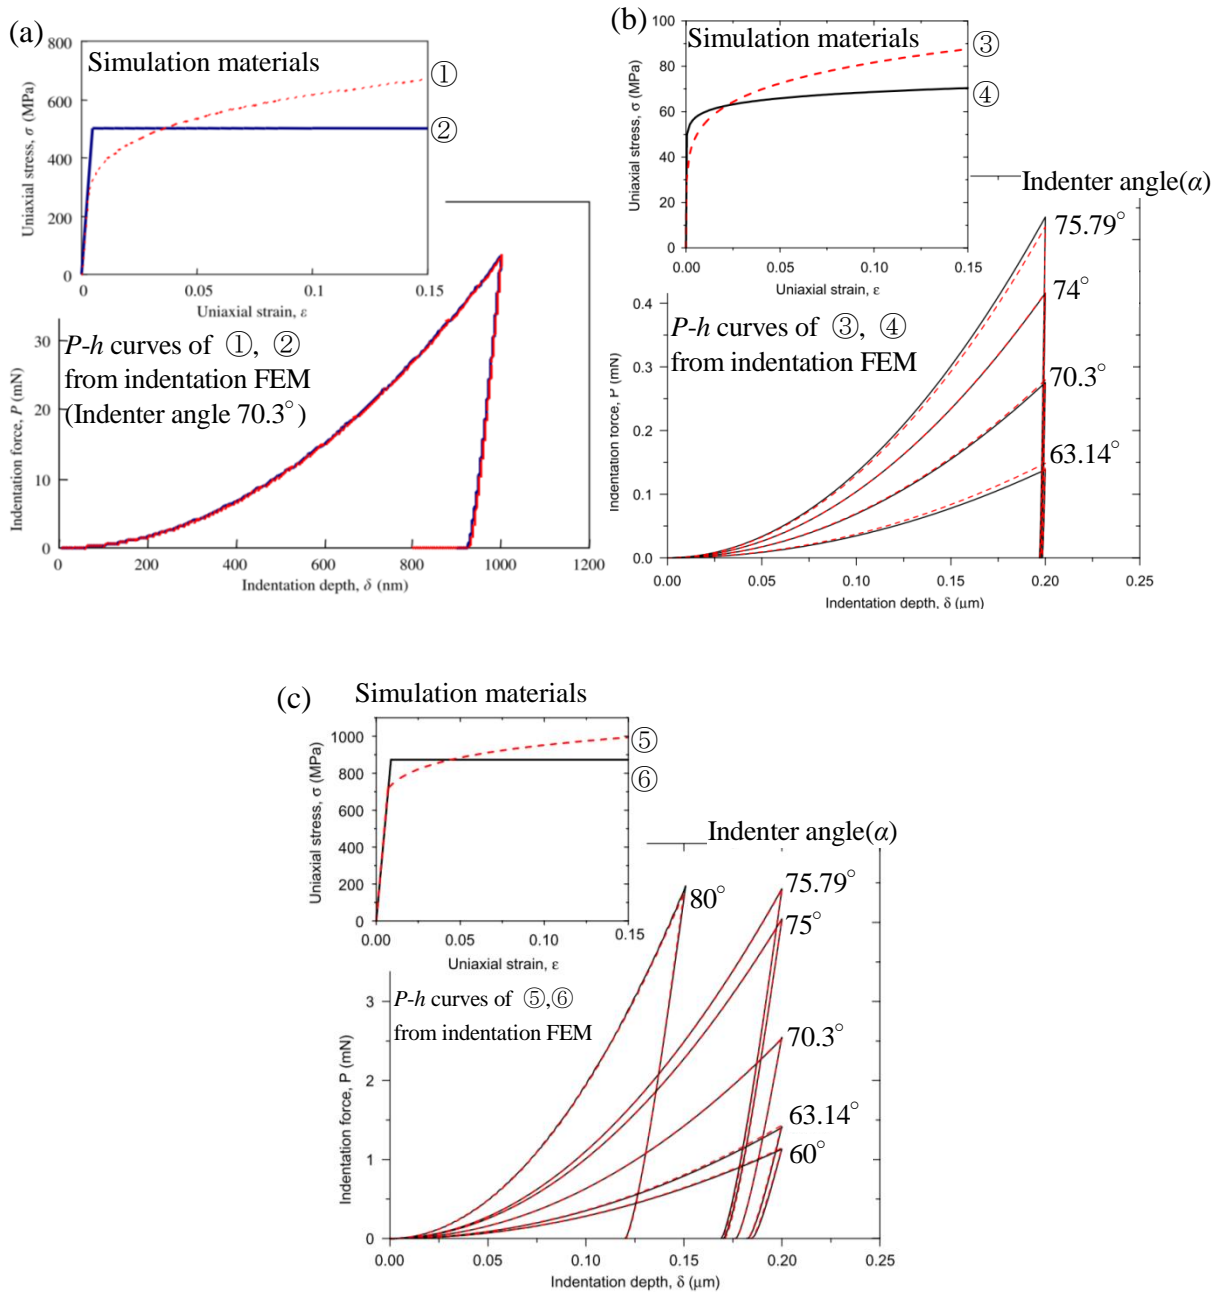 (a)
800
Simulation materials
①
600
②
400
200
0
Uniaxial stress, σ (MPa)
0
0.05
0.1
0.15
Uniaxial strain, ε
P-h curves of ①, ②
from indentation FEM
(Indenter angle 70.3°)
30
20
10
0
Indentation force, P (mN)
0
200
400
600
800
1000
1200
Indentation depth, δ (nm)
(b)
100
Simulation materials
③
80
④
60
40
20
0
Uniaxial stress, σ (MPa)
0.00
0.05
0.10
0.15
Uniaxial strain, ε
Indenter angle(α)
75.79°
74°
70.3°
63.14°
P-h curves of ③, ④
from indentation FEM
0.4
0.3
0.2
0.1
0.0
Indentation force, P (mN)
0.00
0.05
0.10
0.15
0.20
0.25
Indentation depth, δ (μm)
(c)
Simulation materials
1000
⑤
800
⑥
600
400
200
0
Uniaxial stress, σ (MPa)
0.00
0.05
0.10
0.15
Uniaxial strain, ε
Indenter angle(α)
80°
75.79°
75°
70.3°
63.14°
60°
P-h curves of ⑤,⑥
from indentation FEM
3
2
1
0
Indentation force, P (mN)
0.00
0.05
0.10
0.15
0.20
0.25
Indentation depth, δ (μm)